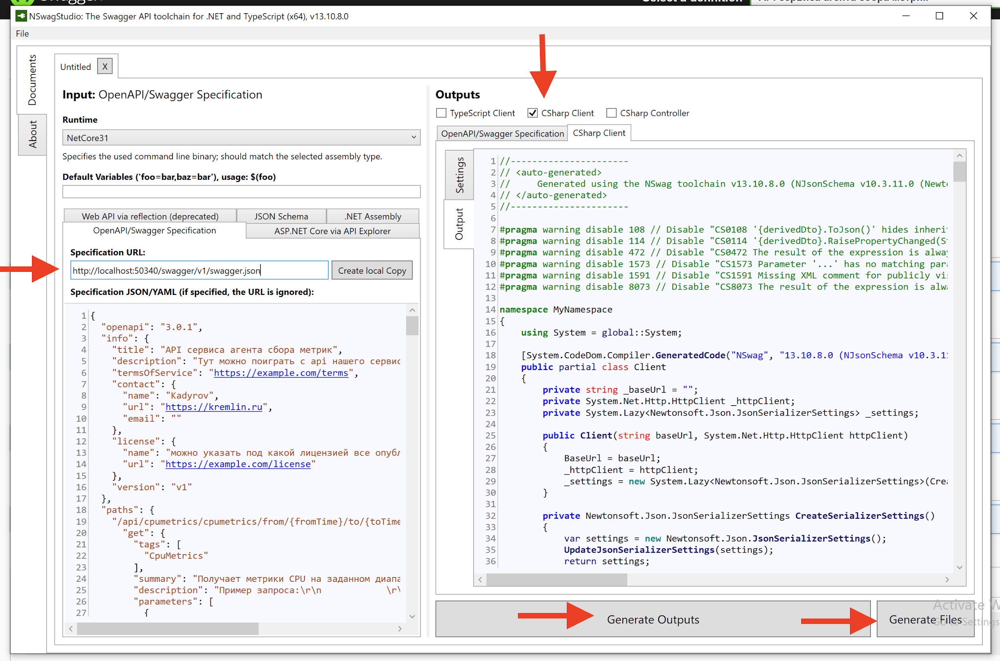 Select a definition
NSwagStudio: The Swagger API toolchain for .NET and TypeScript (x64), v13.10.8.0
File
Documents
About
Untitled X
Input: OpenAPI/Swagger Specification
Runtime
NetCore31
Specifies the used command line binary; should match the selected assembly type.
Default Variables ('foo=bar,baz=bar'), usage: $(foo)
Web API via reflection (deprecated) JSON Schema .NET Assembly
OpenAPI/Swagger Specification ASP.NET Core via API Explorer
Specification URL:
http://localhost:50340/swagger/v1/swagger.json Create local Copy
Specification JSON/YAML (if specified, the URL is ignored):
1 {
2 "openapi": "3.0.1",
3 "info": {
4 "title": "API сервиса агента сбора метрик",
5 "description": "Тут можно поиграть с api нашего сервис
6 "termsOfService": "https://example.com/terms",
7 "contact": {
8 "name": "Kadyrov",
9 "url": "https://kremlin.ru",
10 "email": ""
11 },
12 "license": {
13 "name": "можно указать под какой лицензией все опубл
14 "url": "https://example.com/license"
15 },
16 "version": "v1"
17 },
18 "paths": {
19 "/api/cpumetrics/cpumetrics/from/{fromTime}/to/{toTime
20 "get": {
21 "tags": [
22 "CpuMetrics"
23 ],
24 "summary": "Получает метрики CPU на заданном диапа
25 "description": "Пример запроса:\r\n \r\
26 "parameters": [
27 {
Outputs
TypeScript Client CSharp Client CSharp Controller
OpenAPI/Swagger Specification CSharp Client
Settings
Output
1 //----------------------
2 // <auto-generated>
3 // Generated using the NSwag toolchain v13.10.8.0 (NJsonSchema v10.3.11.0 (Newt
4 // </auto-generated>
5 //----------------------
6
7 #pragma warning disable 108 // Disable "CS0108 '{derivedDto}.ToJson()' hides inheri
8 #pragma warning disable 114 // Disable "CS0114 '{derivedDto}.RaisePropertyChanged(S
9 #pragma warning disable 472 // Disable "CS0472 The result of the expression is alway
10 #pragma warning disable 1573 // Disable "CS1573 Parameter '...' has no matching para
11 #pragma warning disable 1591 // Disable "CS1591 Missing XML comment for publicly vis
12 #pragma warning disable 8073 // Disable "CS8073 The result of the expression is alwa
13
14 namespace MyNamespace
15 {
16 using System = global::System;
17
18 [System.CodeDom.Compiler.GeneratedCode("NSwag", "13.10.8.0 (NJsonSchema v10.3.11
19 public partial class Client
20 {
21 private string _baseUrl = "";
22 private System.Net.Http.HttpClient _httpClient;
23 private System.Lazy<Newtonsoft.Json.JsonSerializerSettings> _settings;
24
25 public Client(string baseUrl, System.Net.Http.HttpClient httpClient)
26 {
27 BaseUrl = baseUrl;
28 _httpClient = httpClient;
29 _settings = new System.Lazy<Newtonsoft.Json.JsonSerializerSettings>(Crea
30 }
31
32 private Newtonsoft.Json.JsonSerializerSettings CreateSerializerSettings()
33 {
34 var settings = new Newtonsoft.Json.JsonSerializerSettings();
35 UpdateJsonSerializerSettings(settings);
36 return settings;
Generate Outputs
Generate Files
Activate W
Go to Settings